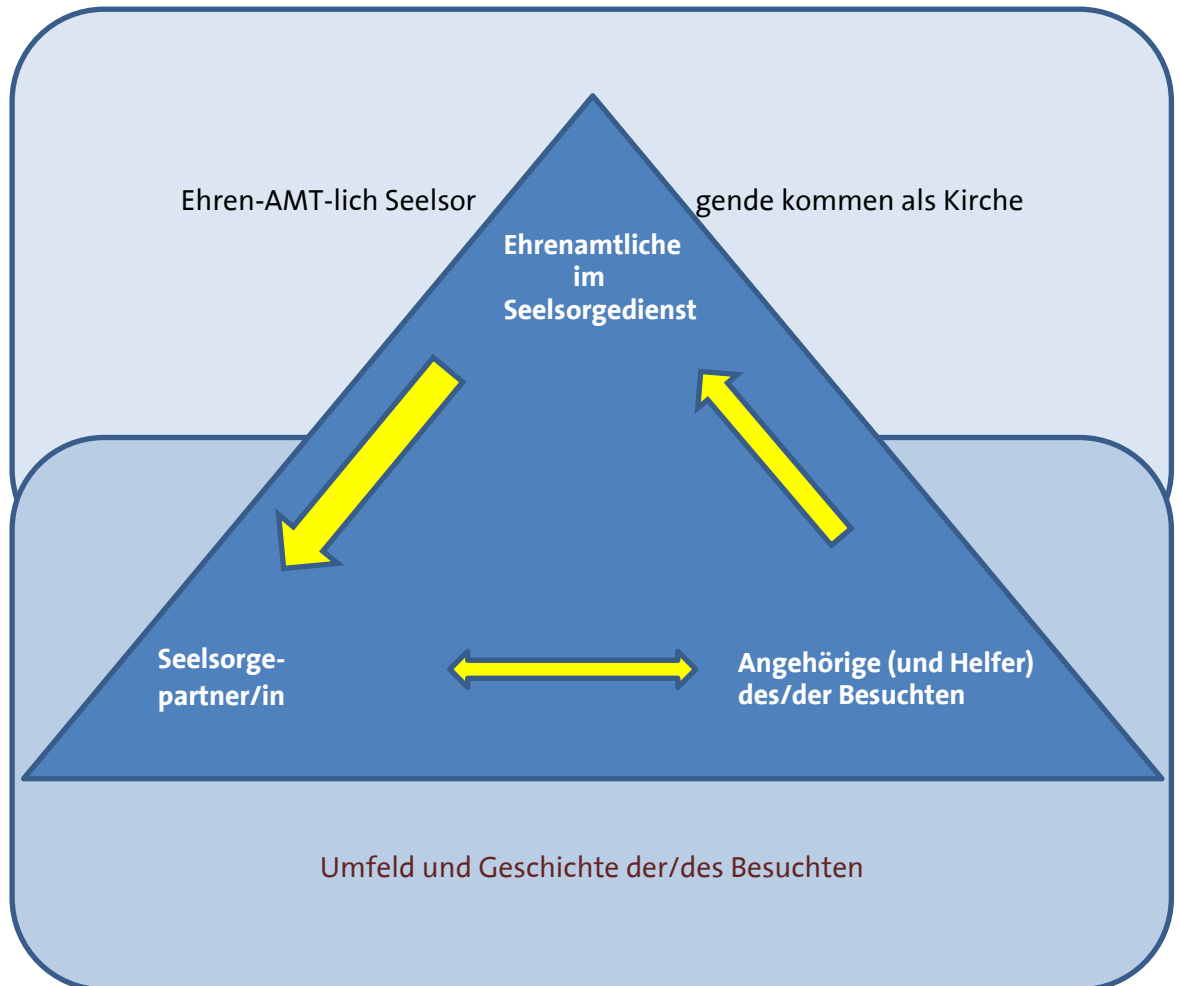 Ehren-AMT-lich Seelsor gende kommen als Kirche
Ehrenamtliche
im
Seelsorgedienst
Seelsorge-
partner/in
Angehörige (und Helfer)
des/der Besuchten
Umfeld und Geschichte der/des Besuchten